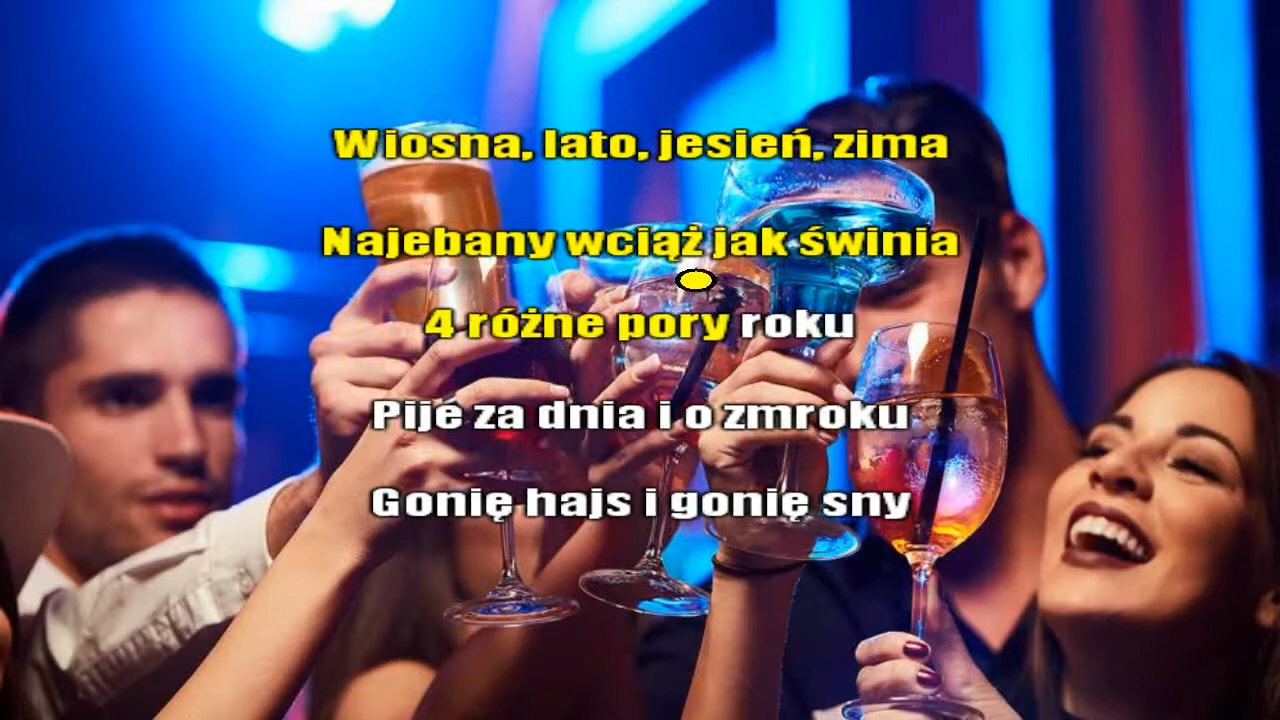 Wiosna, lato, jesień, zima
Najebany wciąż jak świnia
4 różne pory roku
Piję za dnia i o zmroku
Gonię hajs i gonię sny